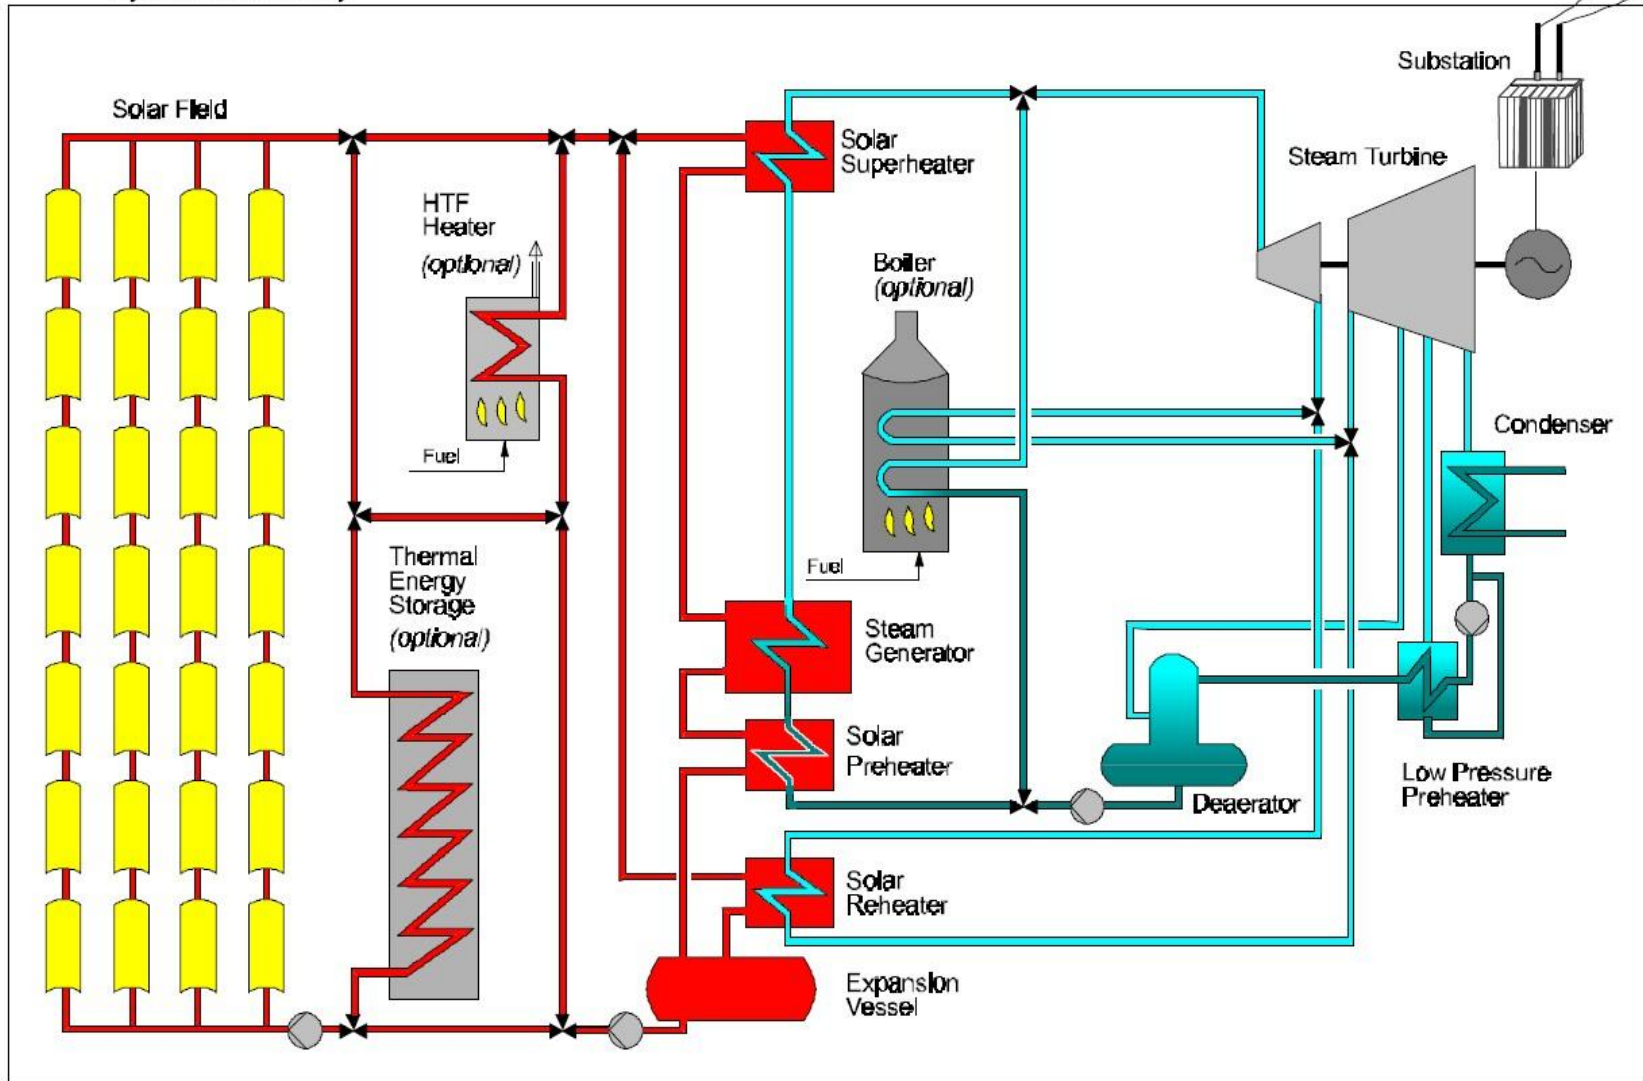 Substation
Solar Field
Solar
Superheater
Steam Turbine
HTF
Heater
(optional)
Boiler
(optional)
Condenser
Fuel
Thermal
Energy
Storage
(optional)
Fuel
Steam
Generator
Solar
Preheater
Low Pressure
Preheater
Deaerator
Solar
Reheater
Expansion
Vessel